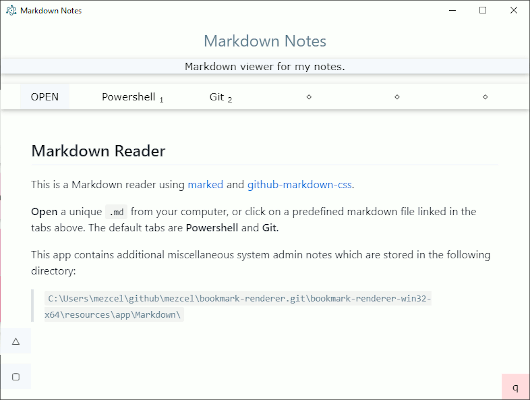 Markdown Notes
Markdown Notes
Markdown viewer for my notes.
OPEN Powershell 1 Git 2 ⋄ ⋄ ⋄
Markdown Reader
This is a Markdown reader using marked and github-markdown-css.
Open a unique .md from your computer, or click on a predefined markdown file linked in the
tabs above. The default tabs are Powershell and Git.
This app contains additional miscellaneous system admin notes which are stored in the following
directory:
C:\Users\mezcel\github\mezcel\bookmark-renderer.git\bookmark-renderer-win32-
x64\resources\app\Markdown\
△
▢
q